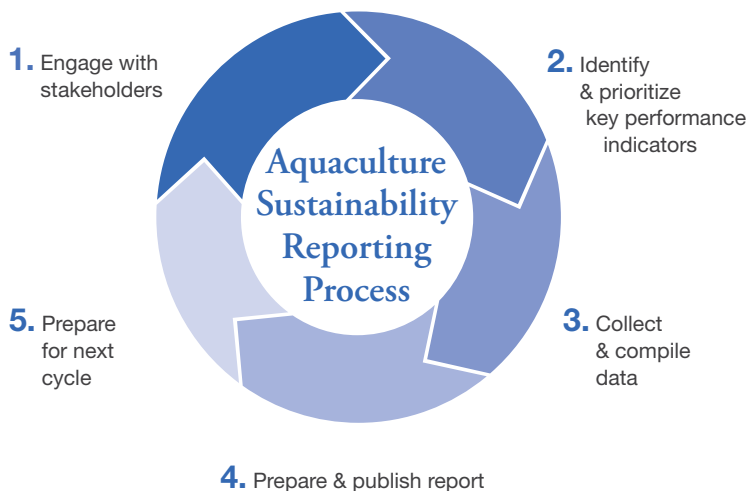 1. Engage with
stakeholders
2. Identify
& prioritize
key performance
indicators
Aquaculture
Sustainability
Reporting
Process
5. Prepare
for next
cycle
3. Collect
& compile
data
4. Prepare & publish report